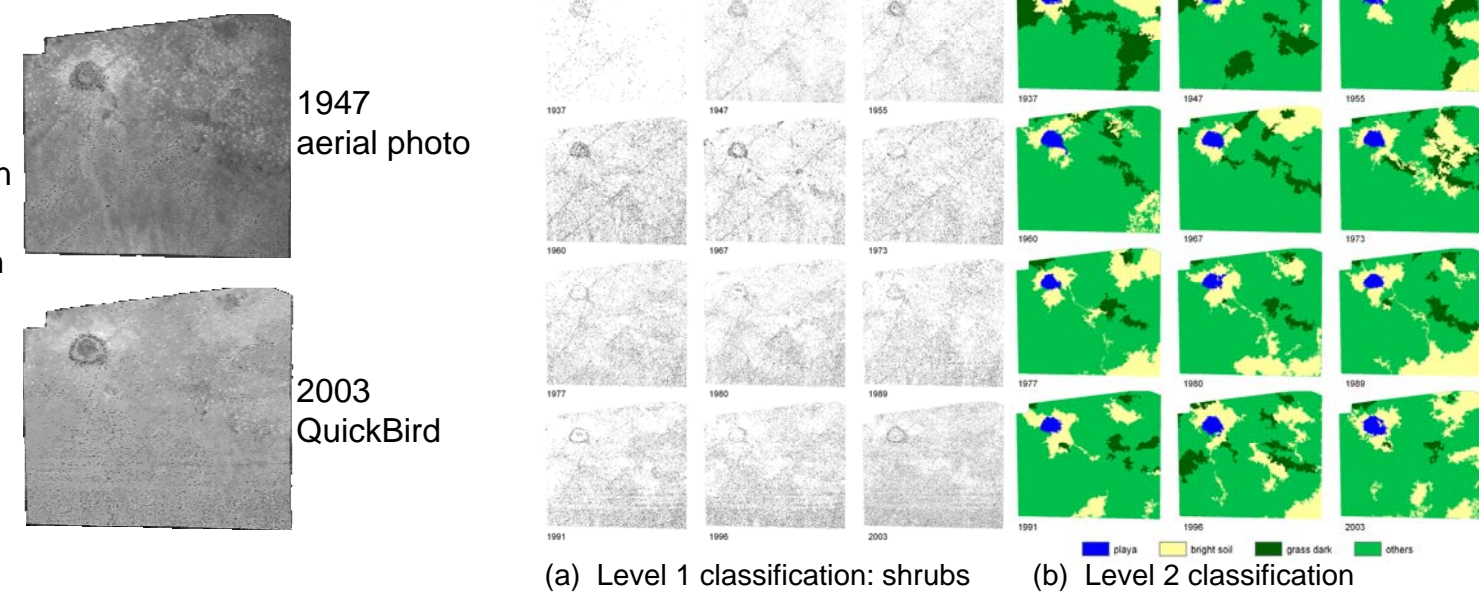 1947
aerial photo
2003
QuickBird
1937 1947 1955
1960 1967 1973
1977 1980 1989
1991 1996 2003
(a) Level 1 classification: shrubs
1937 1947 1955
1960 1967 1973
1977 1980 1989
1991 1996 2003
playa bright soil grass dark others
(b) Level 2 classification